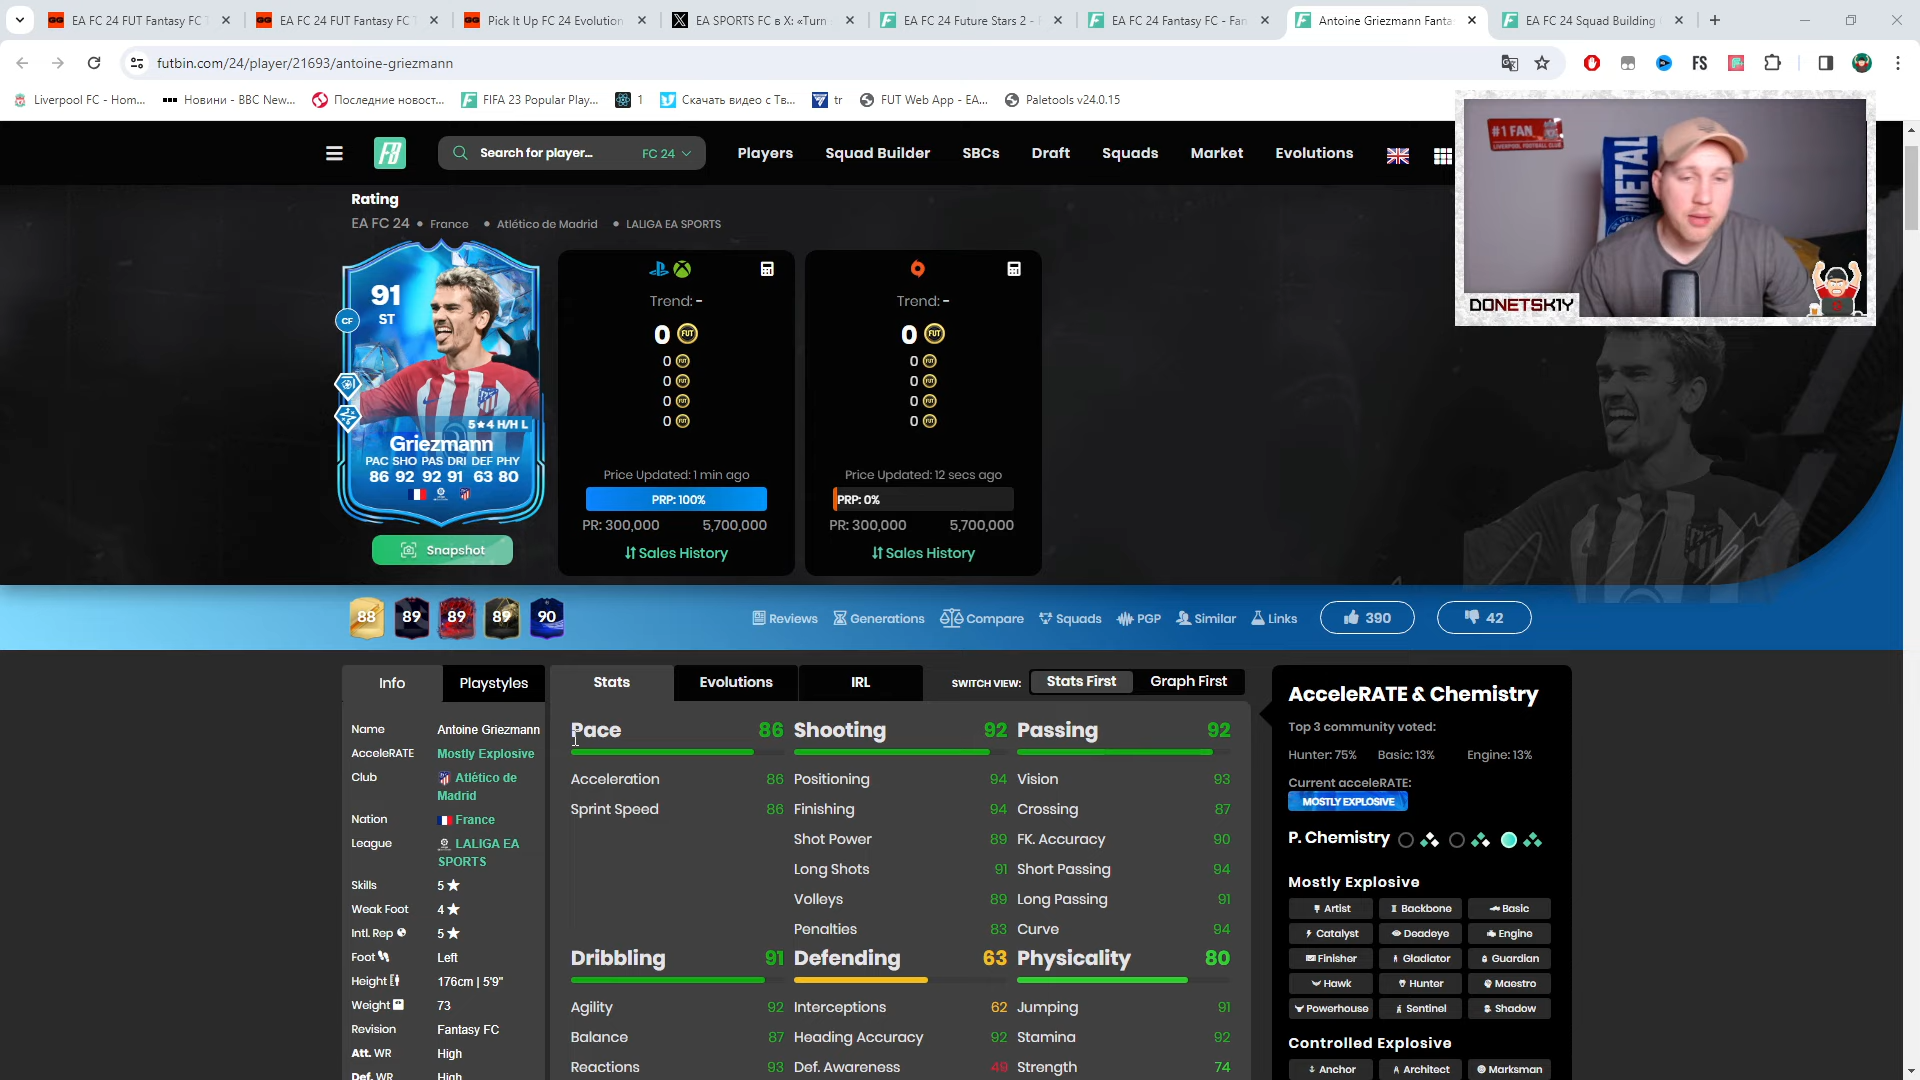 EA FC 24 FUT Fantasy FC T
EA FC 24 FUT Fantasy FC T
Pick It Up FC 24 Evolution
EA SPORTS FC в X: «Turn
EA FC 24 Future Stars 2 - F
EA FC 24 Fantasy FC - Fan
Antoine Griezmann Fanta
EA FC 24 Squad Building
futbin.com/24/player/21693/antoine-griezmann
Liverpool FC - Hom...
Новини - BBC New...
Последние новост...
FIFA 23 Popular Play...
1
Скачать видео с Тв...
tr
FUT Web App - EA...
Paletools v24.0.15
FB
Search for player...
FC 24
Players
Squad Builder
SBCs
Draft
Squads
Market
Evolutions
#1 FAN
LIVERPOOL FOOTBALL CLUB
METAL
DONETSK1Y
Rating
EA FC 24 • France • Atlético de Madrid • LALIGA EA SPORTS
91
ST
CF
5★4 H/H L
Griezmann
PAC SHO PAS DRI DEF PHY
86 92 92 91 63 80
Snapshot
Trend: -
0 FUT
0
0
0
0
Price Updated: 1 min ago
PRP: 100%
PR: 300,000 5,700,000
Sales History
Trend: -
0 FUT
0
0
0
0
Price Updated: 12 secs ago
PRP: 0%
PR: 300,000 5,700,000
Sales History
88 89 89 89 90
Reviews
Generations
Compare
Squads
PGP
Similar
Links
390
42
Info
Playstyles
Name Antoine Griezmann
AcceleRATE Mostly Explosive
Club Atlético de
Madrid
Nation France
League LALIGA EA
SPORTS
Skills 5★
Weak Foot 4★
Intl. Rep 5★
Foot Left
Height 176cm | 5'9"
Weight 73
Revision Fantasy FC
Att. WR High
Def. WR High
Stats
Evolutions
IRL
SWITCH VIEW:
Stats First
Graph First
Pace 86
Acceleration 86
Sprint Speed 86
Shooting 92
Positioning 94
Finishing 94
Shot Power 89
Long Shots 91
Volleys 89
Penalties 83
Passing 92
Vision 93
Crossing 87
FK. Accuracy 90
Short Passing 94
Long Passing 91
Curve 94
Dribbling 91
Agility 92
Balance 87
Reactions 93
Defending 63
Interceptions 62
Heading Accuracy 92
Def. Awareness 49
Physicality 80
Jumping 91
Stamina 92
Strength 74
AcceleRATE & Chemistry
Top 3 community voted:
Hunter: 75% Basic: 13% Engine: 13%
Current acceleRATE:
MOSTLY EXPLOSIVE
P. Chemistry
Mostly Explosive
Artist Backbone Basic
Catalyst Deadeye Engine
Finisher Gladiator Guardian
Hawk Hunter Maestro
Powerhouse Sentinel Shadow
Controlled Explosive
Anchor Architect Marksman